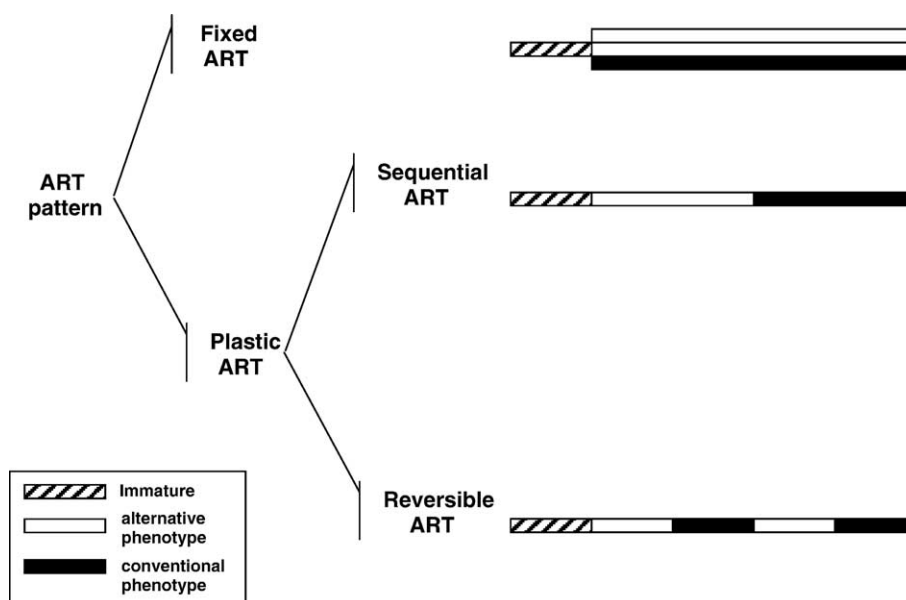 Fixed
ART
Sequential
ART
ART
pattern
Plastic
ART
Reversible
ART
Immature
alternative
phenotype
conventional
phenotype